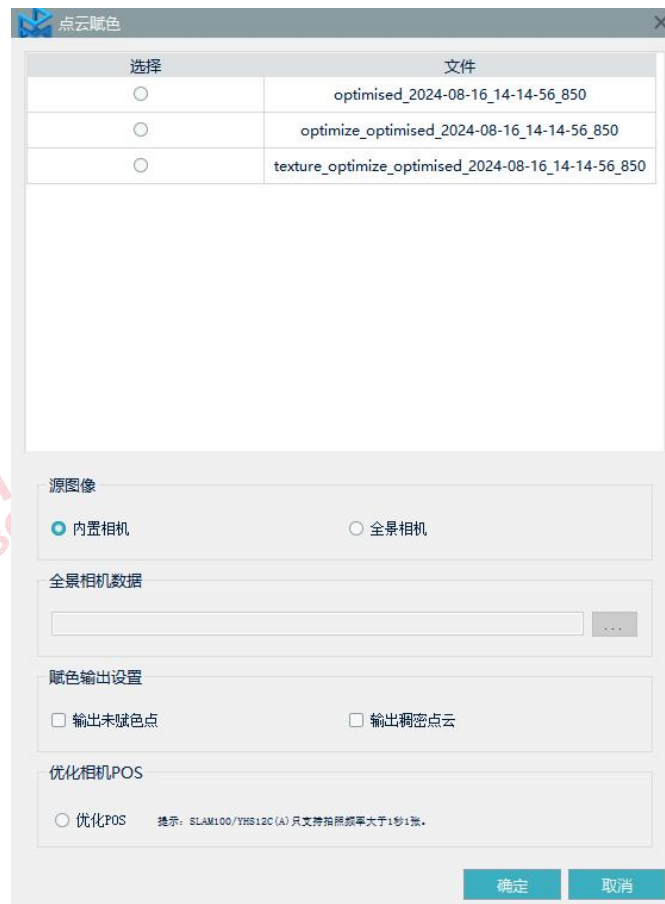 点云赋色
选择 文件
optimised_2024-08-16_14-14-56_850
optimize_optimised_2024-08-16_14-14-56_850
texture_optimize_optimised_2024-08-16_14-14-56_850
源图像
内置相机 全景相机
全景相机数据
...
赋色输出设置
输出未赋色点 输出稠密点云
优化相机POS
优化POS 提示: SLAM100/YHS12C(A)只支持拍照频率大于1秒1张。
确定 取消